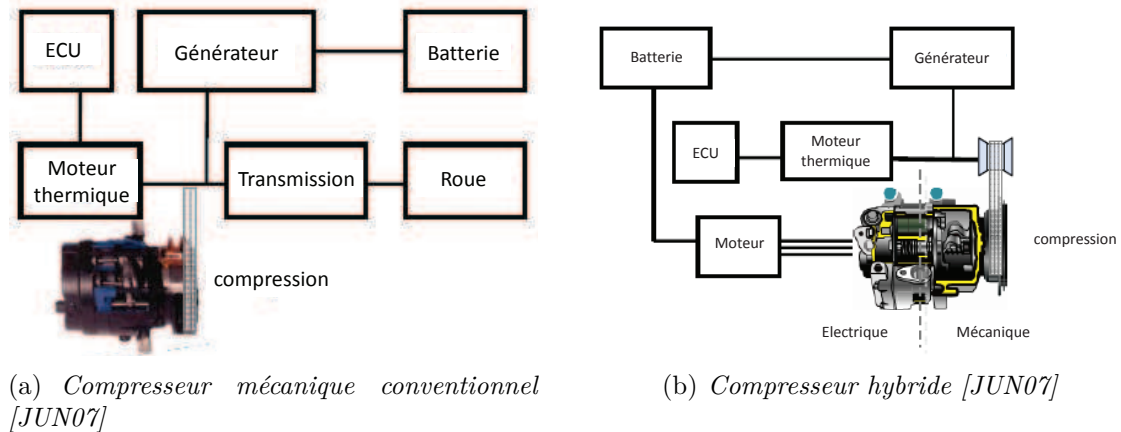 ECU
Générateur
Batterie
Moteur
thermique
Transmission
Roue
compression
(a) Compresseur mécanique conventionnel
[JUN07]
Batterie
Générateur
ECU
Moteur
thermique
Moteur
compression
Electrique
Mécanique
(b) Compresseur hybride [JUN07]